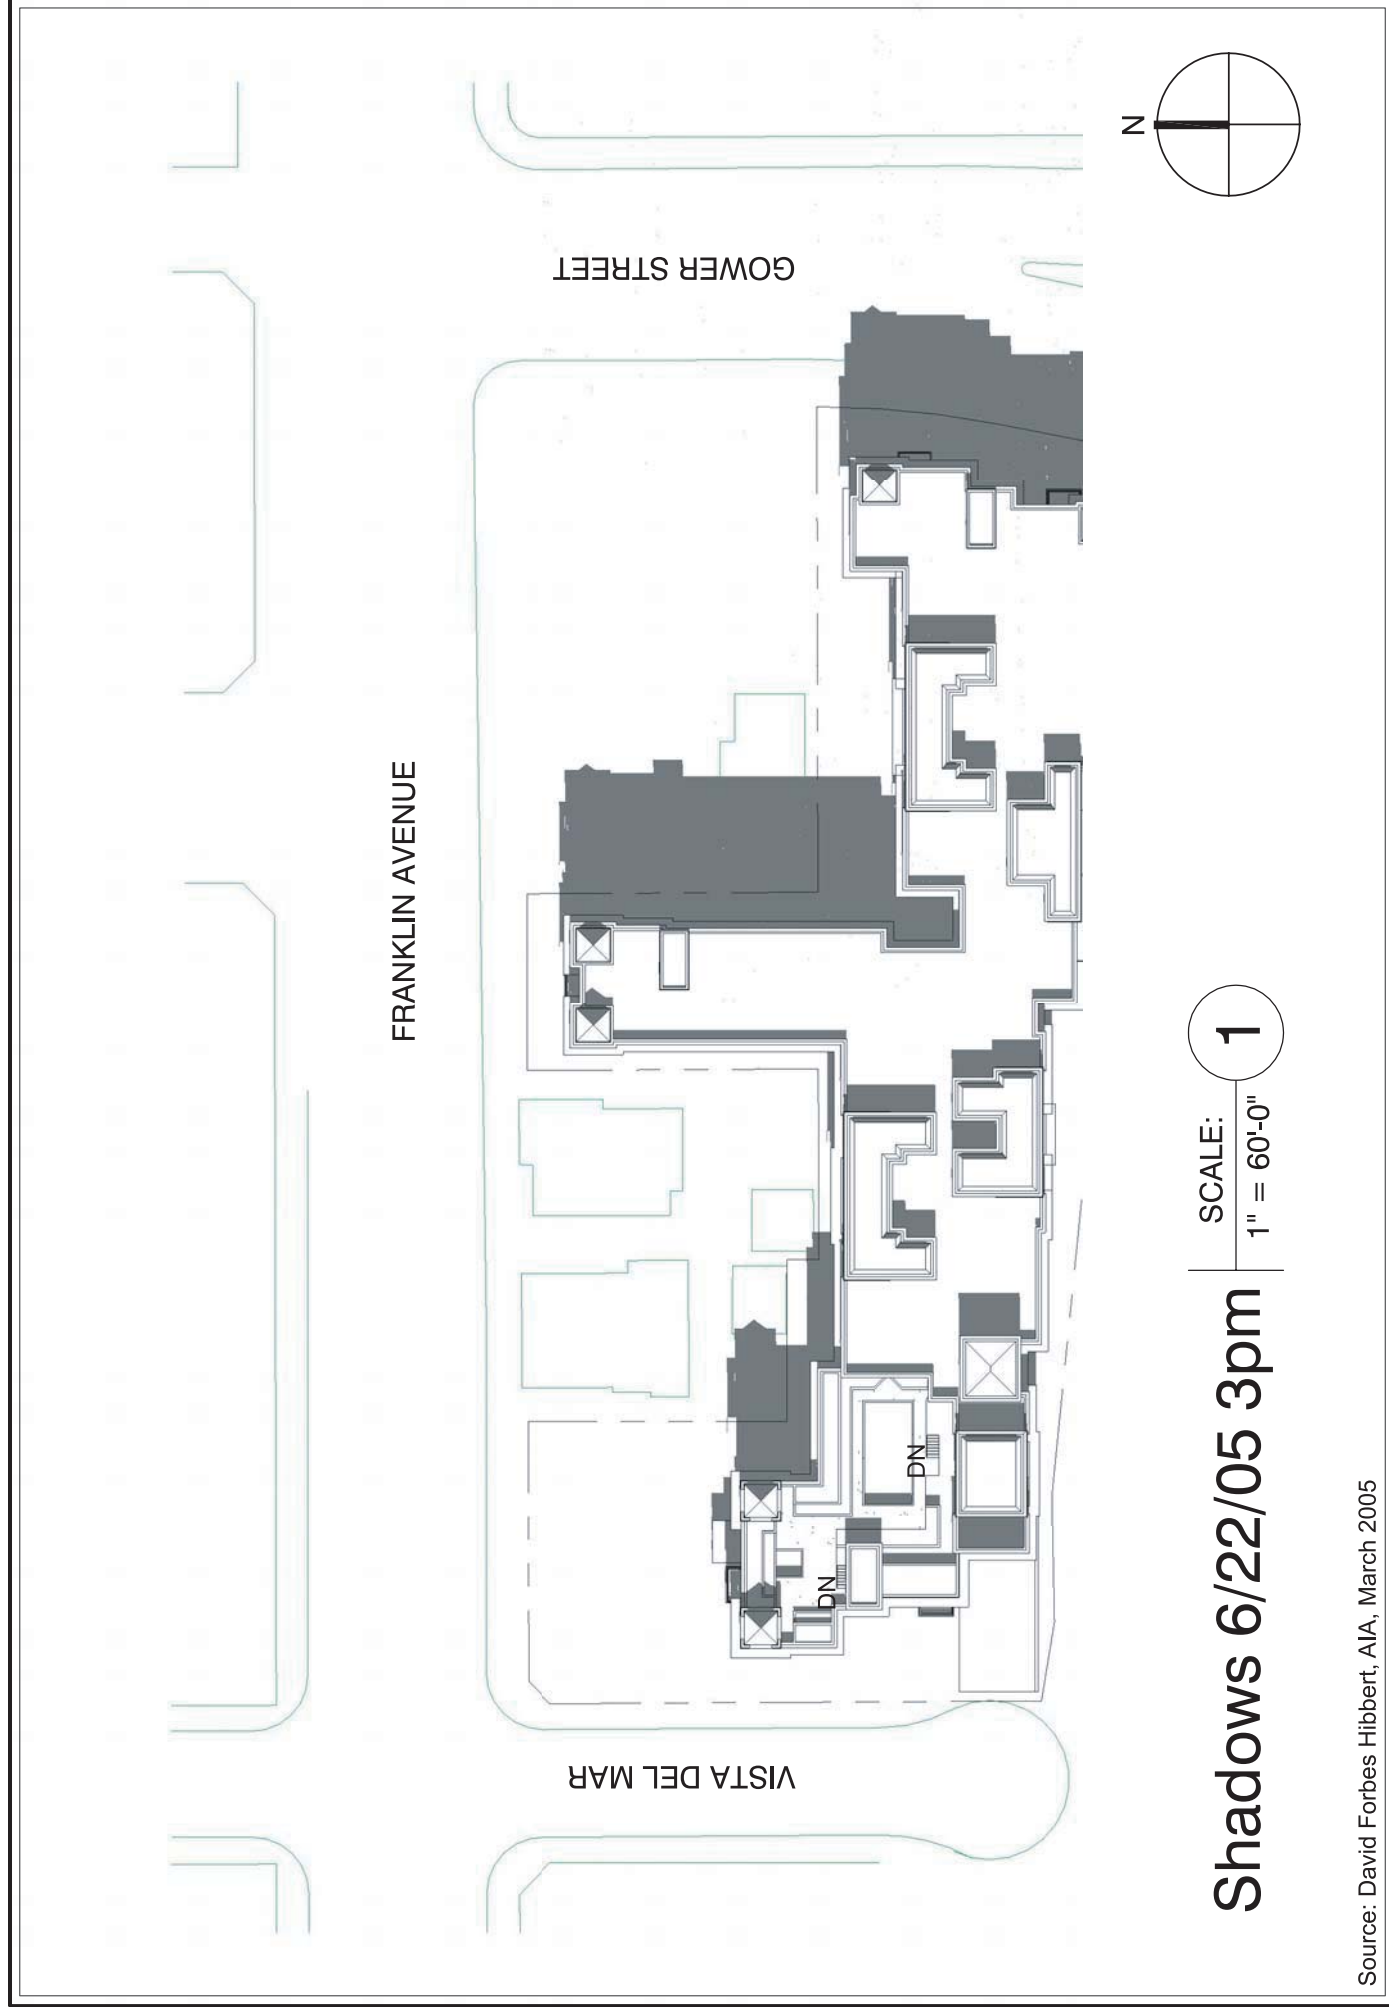 FRANKLIN AVENUE
VISTA DEL MAR
GOWER STREET
DN
DN
N
Shadows 6/22/05 3pm
SCALE:
1" = 60'-0"
1
Source: David Forbes Hibbert, AIA, March 2005